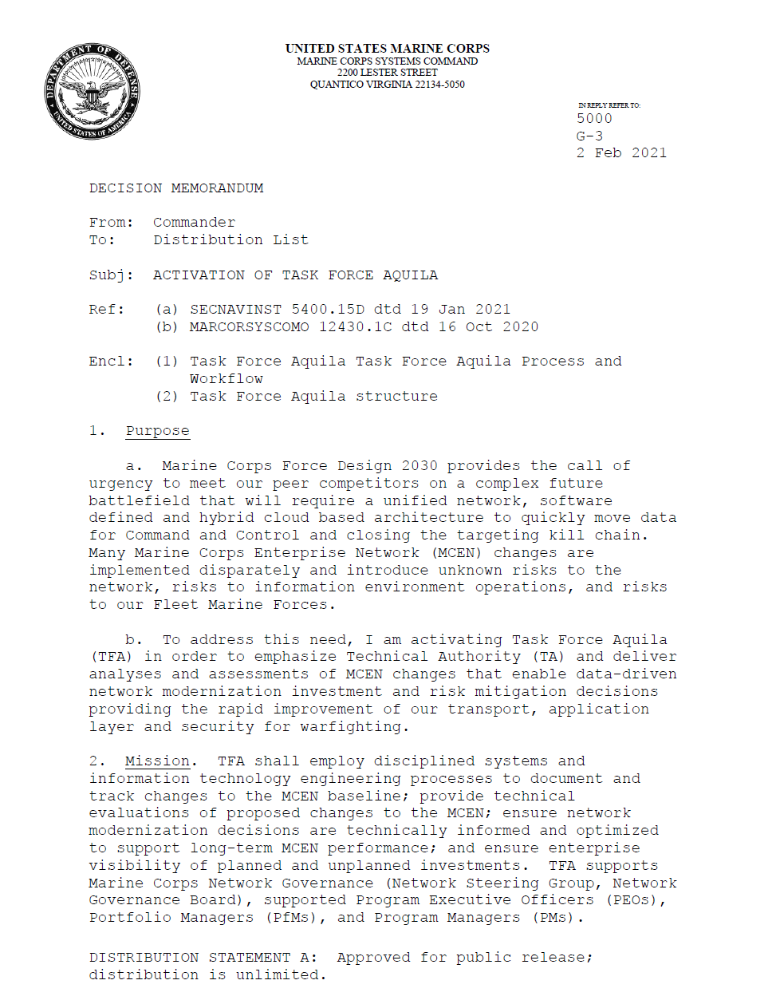 DEPARTMENT OF DEFENSE
UNITED STATES OF AMERICA
UNITED STATES MARINE CORPS
MARINE CORPS SYSTEMS COMMAND
2200 LESTER STREET
QUANTICO VIRGINIA 22134-5050
IN REPLY REFER TO:
5000
G-3
2 Feb 2021
DECISION MEMORANDUM
From: Commander
To: Distribution List
Subj: ACTIVATION OF TASK FORCE AQUILA
Ref: (a) SECNAVINST 5400.15D dtd 19 Jan 2021
(b) MARCORSYSCOMO 12430.1C dtd 16 Oct 2020
Encl: (1) Task Force Aquila Task Force Aquila Process and
Workflow
(2) Task Force Aquila structure
1. Purpose
a. Marine Corps Force Design 2030 provides the call of
urgency to meet our peer competitors on a complex future
battlefield that will require a unified network, software
defined and hybrid cloud based architecture to quickly move data
for Command and Control and closing the targeting kill chain.
Many Marine Corps Enterprise Network (MCEN) changes are
implemented disparately and introduce unknown risks to the
network, risks to information environment operations, and risks
to our Fleet Marine Forces.
b. To address this need, I am activating Task Force Aquila
(TFA) in order to emphasize Technical Authority (TA) and deliver
analyses and assessments of MCEN changes that enable data-driven
network modernization investment and risk mitigation decisions
providing the rapid improvement of our transport, application
layer and security for warfighting.
2. Mission. TFA shall employ disciplined systems and
information technology engineering processes to document and
track changes to the MCEN baseline; provide technical
evaluations of proposed changes to the MCEN; ensure network
modernization decisions are technically informed and optimized
to support long-term MCEN performance; and ensure enterprise
visibility of planned and unplanned investments. TFA supports
Marine Corps Network Governance (Network Steering Group, Network
Governance Board), supported Program Executive Officers (PEOs),
Portfolio Managers (PfMs), and Program Managers (PMs).
DISTRIBUTION STATEMENT A: Approved for public release;
distribution is unlimited.